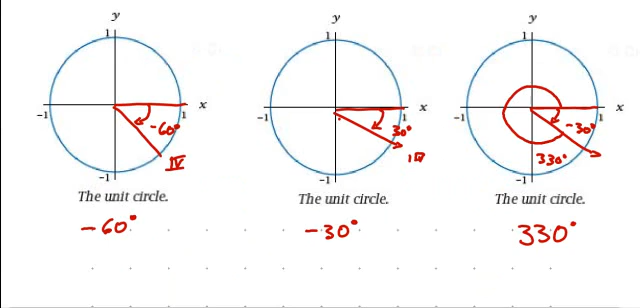 y
1
x
-1
1
-60°
IV
-1
The unit circle.
-60°
y
1
x
-1
1
30°
IV
-1
The unit circle.
-30°
y
1
x
-1
1
-30°
330°
-1
The unit circle.
330°